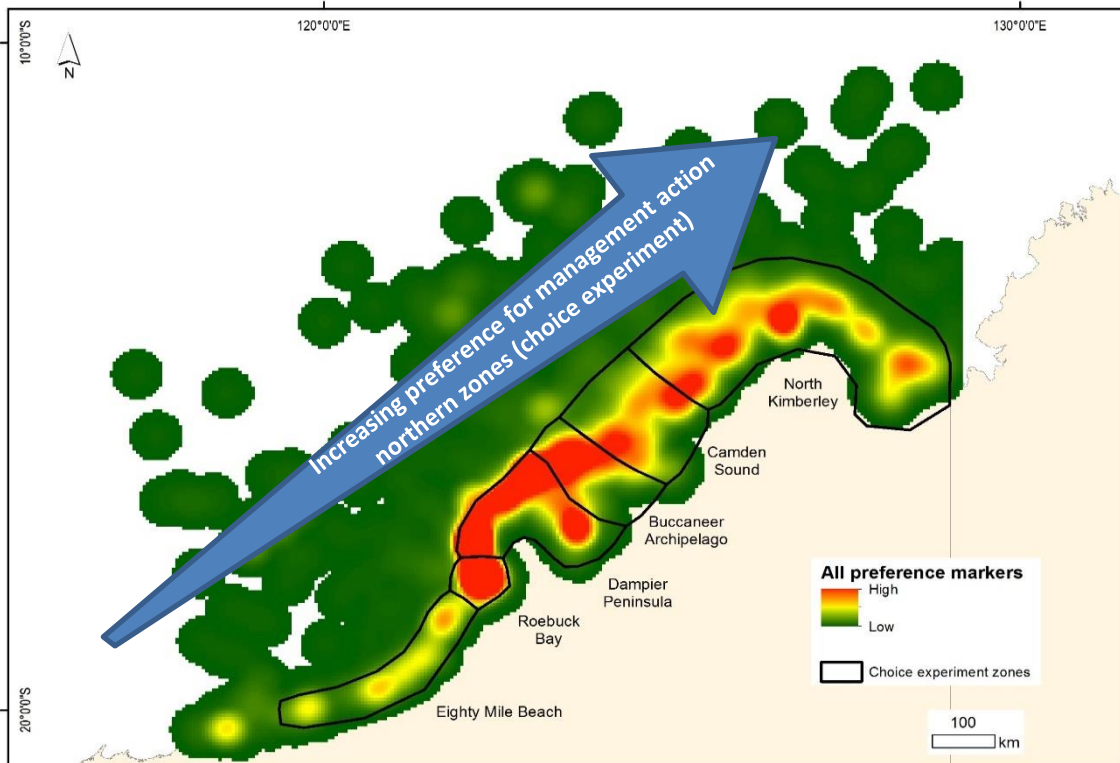 120°0'0"E
130°0'0"E
10°0'0"S
N
Increasing preference for management action
northern zones (choice experiment)
North
Kimberley
Camden
Sound
Buccaneer
Archipelago
Dampier
Peninsula
Roebuck
Bay
Eighty Mile Beach
All preference markers
High
Low
Choice experiment zones
100
km
20°0'0"S